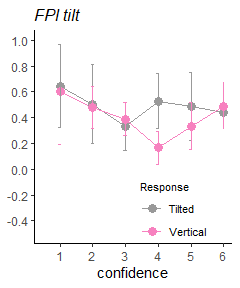 FPI tilt
1.0
0.8
0.6
0.4
0.2
0.0
-0.2
-0.4
Response
Tilted
Vertical
1 2 3 4 5 6
confidence